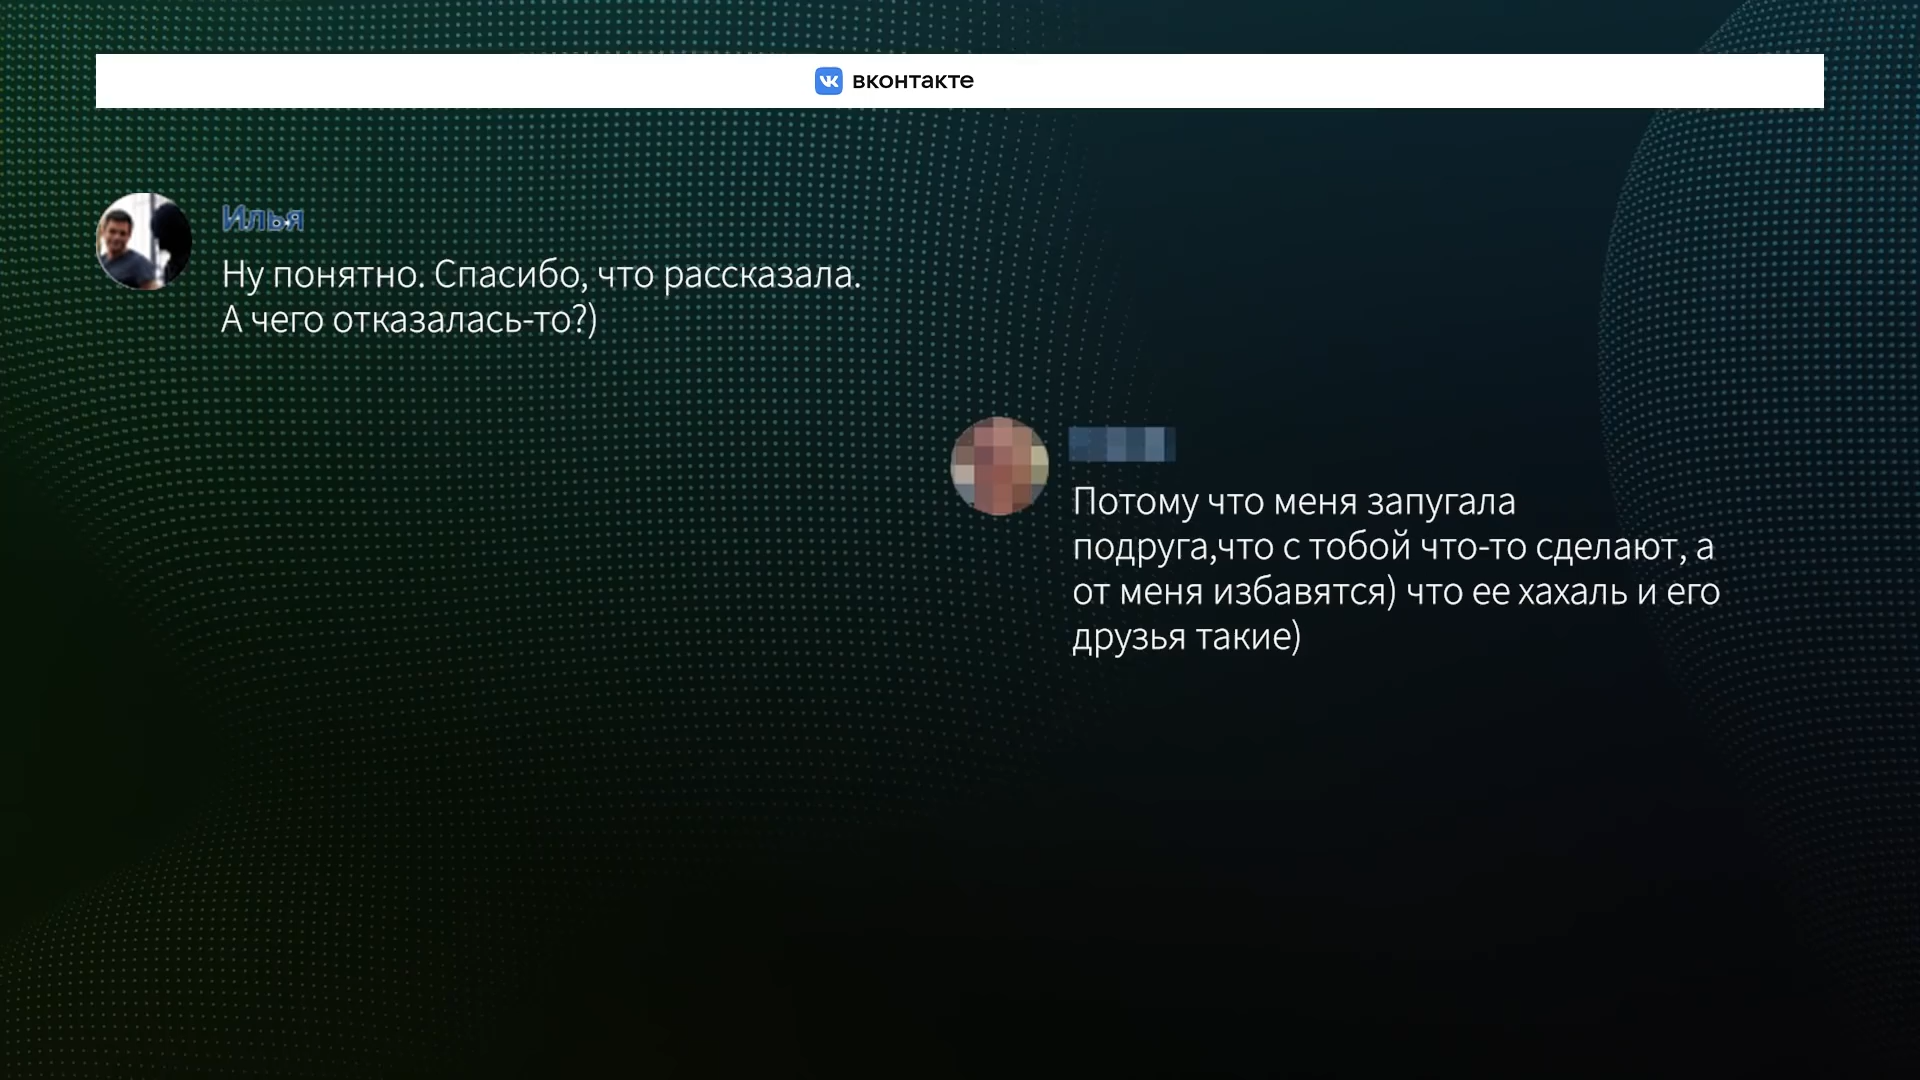 вконтакте
Илья
Ну понятно. Спасибо, что рассказала.
А чего отказалась-то?)
Потому что меня запугала
подруга,что с тобой что-то сделают, а
от меня избавятся) что ее хахаль и его
друзья такие)